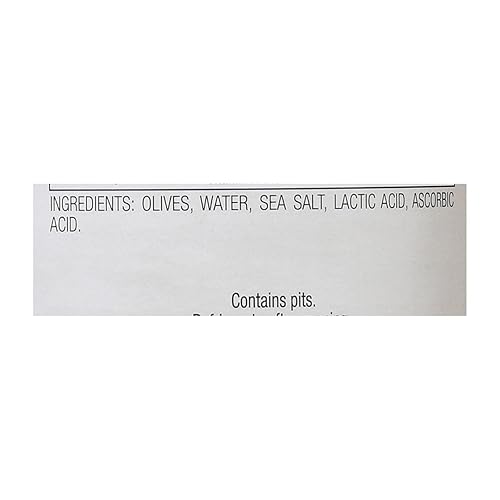 INGREDIENTS: OLIVES, WATER, SEA SALT, LACTIC ACID, ASCORBIC
ACID.
Contains pits.